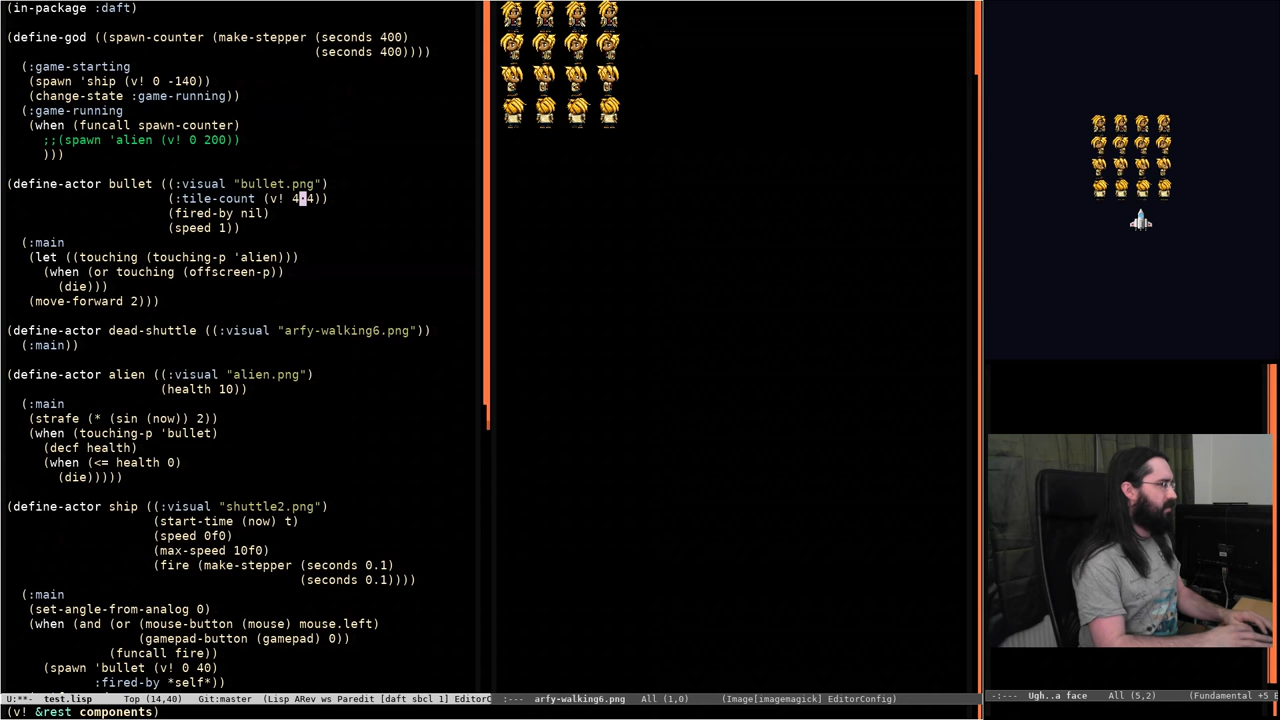 (in-package :daft)
(define-god ((spawn-counter (make-stepper (seconds 400)
(seconds 400))))
(:game-starting
(spawn 'ship (v! 0 -140))
(change-state :game-running))
(:game-running
(when (funcall spawn-counter)
;;(spawn 'alien (v! 0 200))
)))
(define-actor bullet ((:visual "bullet.png")
(:tile-count (v! 4 4))
(fired-by nil)
(speed 1))
(:main
(let ((touching (touching-p 'alien)))
(when (or touching (offscreen-p))
(die)))
(move-forward 2)))
(define-actor dead-shuttle ((:visual "arfy-walking6.png"))
(:main))
(define-actor alien ((:visual "alien.png")
(health 10))
(:main
(strafe (* (sin (now)) 2))
(when (touching-p 'bullet)
(decf health)
(when (<= health 0)
(die)))))
(define-actor ship ((:visual "shuttle2.png")
(start-time (now) t)
(speed 0f0)
(max-speed 10f0)
(fire (make-stepper (seconds 0.1)
(seconds 0.1))))
(:main
(set-angle-from-analog 0)
(when (and (or (mouse-button (mouse) mouse.left)
(gamepad-button (gamepad) 0))
(funcall fire))
(spawn 'bullet (v! 0 40)
:fired-by *self*))
U:**- test.lisp Top (14,40) Git:master (Lisp ARev ws Paredit [daft sbcl 1] EditorC
-:--- arfy-walking6.png All (1,0) (Image[imagemagick] EditorConfig)
-:--- Ugh..a face All (5,2) (Fundamental +5 E
(v! &rest components)